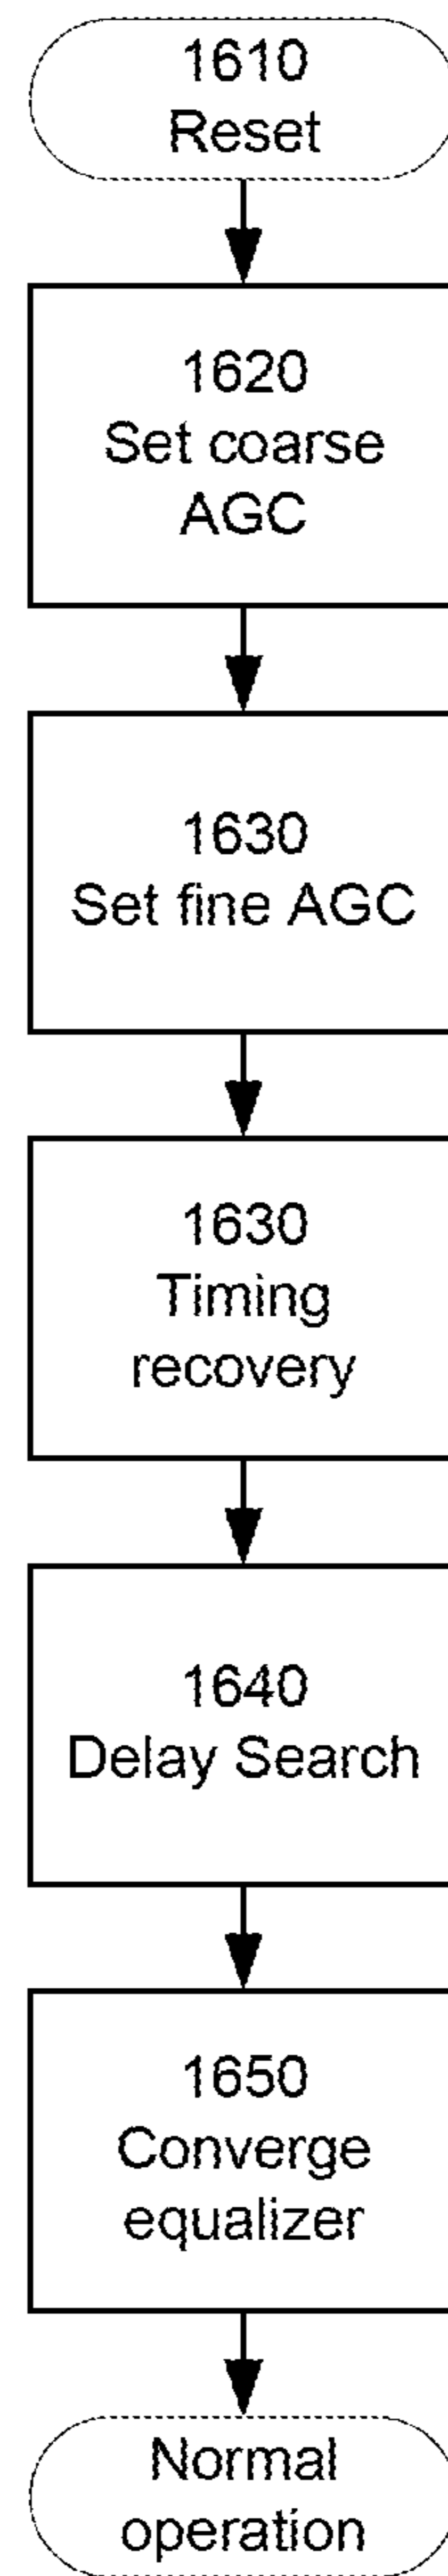 1610
Reset
1620
Set coarse
AGC
1630
Set fine AGC
1630
Timing
recovery
1640
Delay Search
1650
Converge
equalizer
Normal
operation